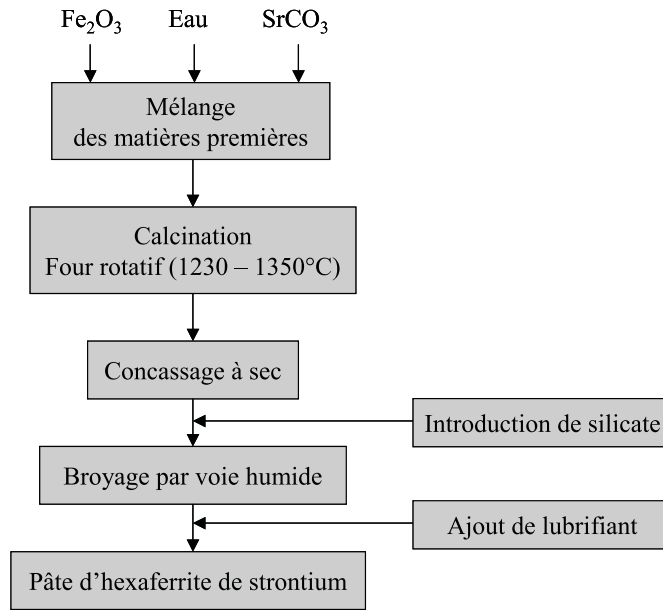 Fe₂O₃ Eau SrCO₃
Mélange
des matières premières
Calcination
Four rotatif (1230 – 1350°C)
Concassage à sec
Introduction de silicate
Broyage par voie humide
Ajout de lubrifiant
Pâte d’hexaferrite de strontium